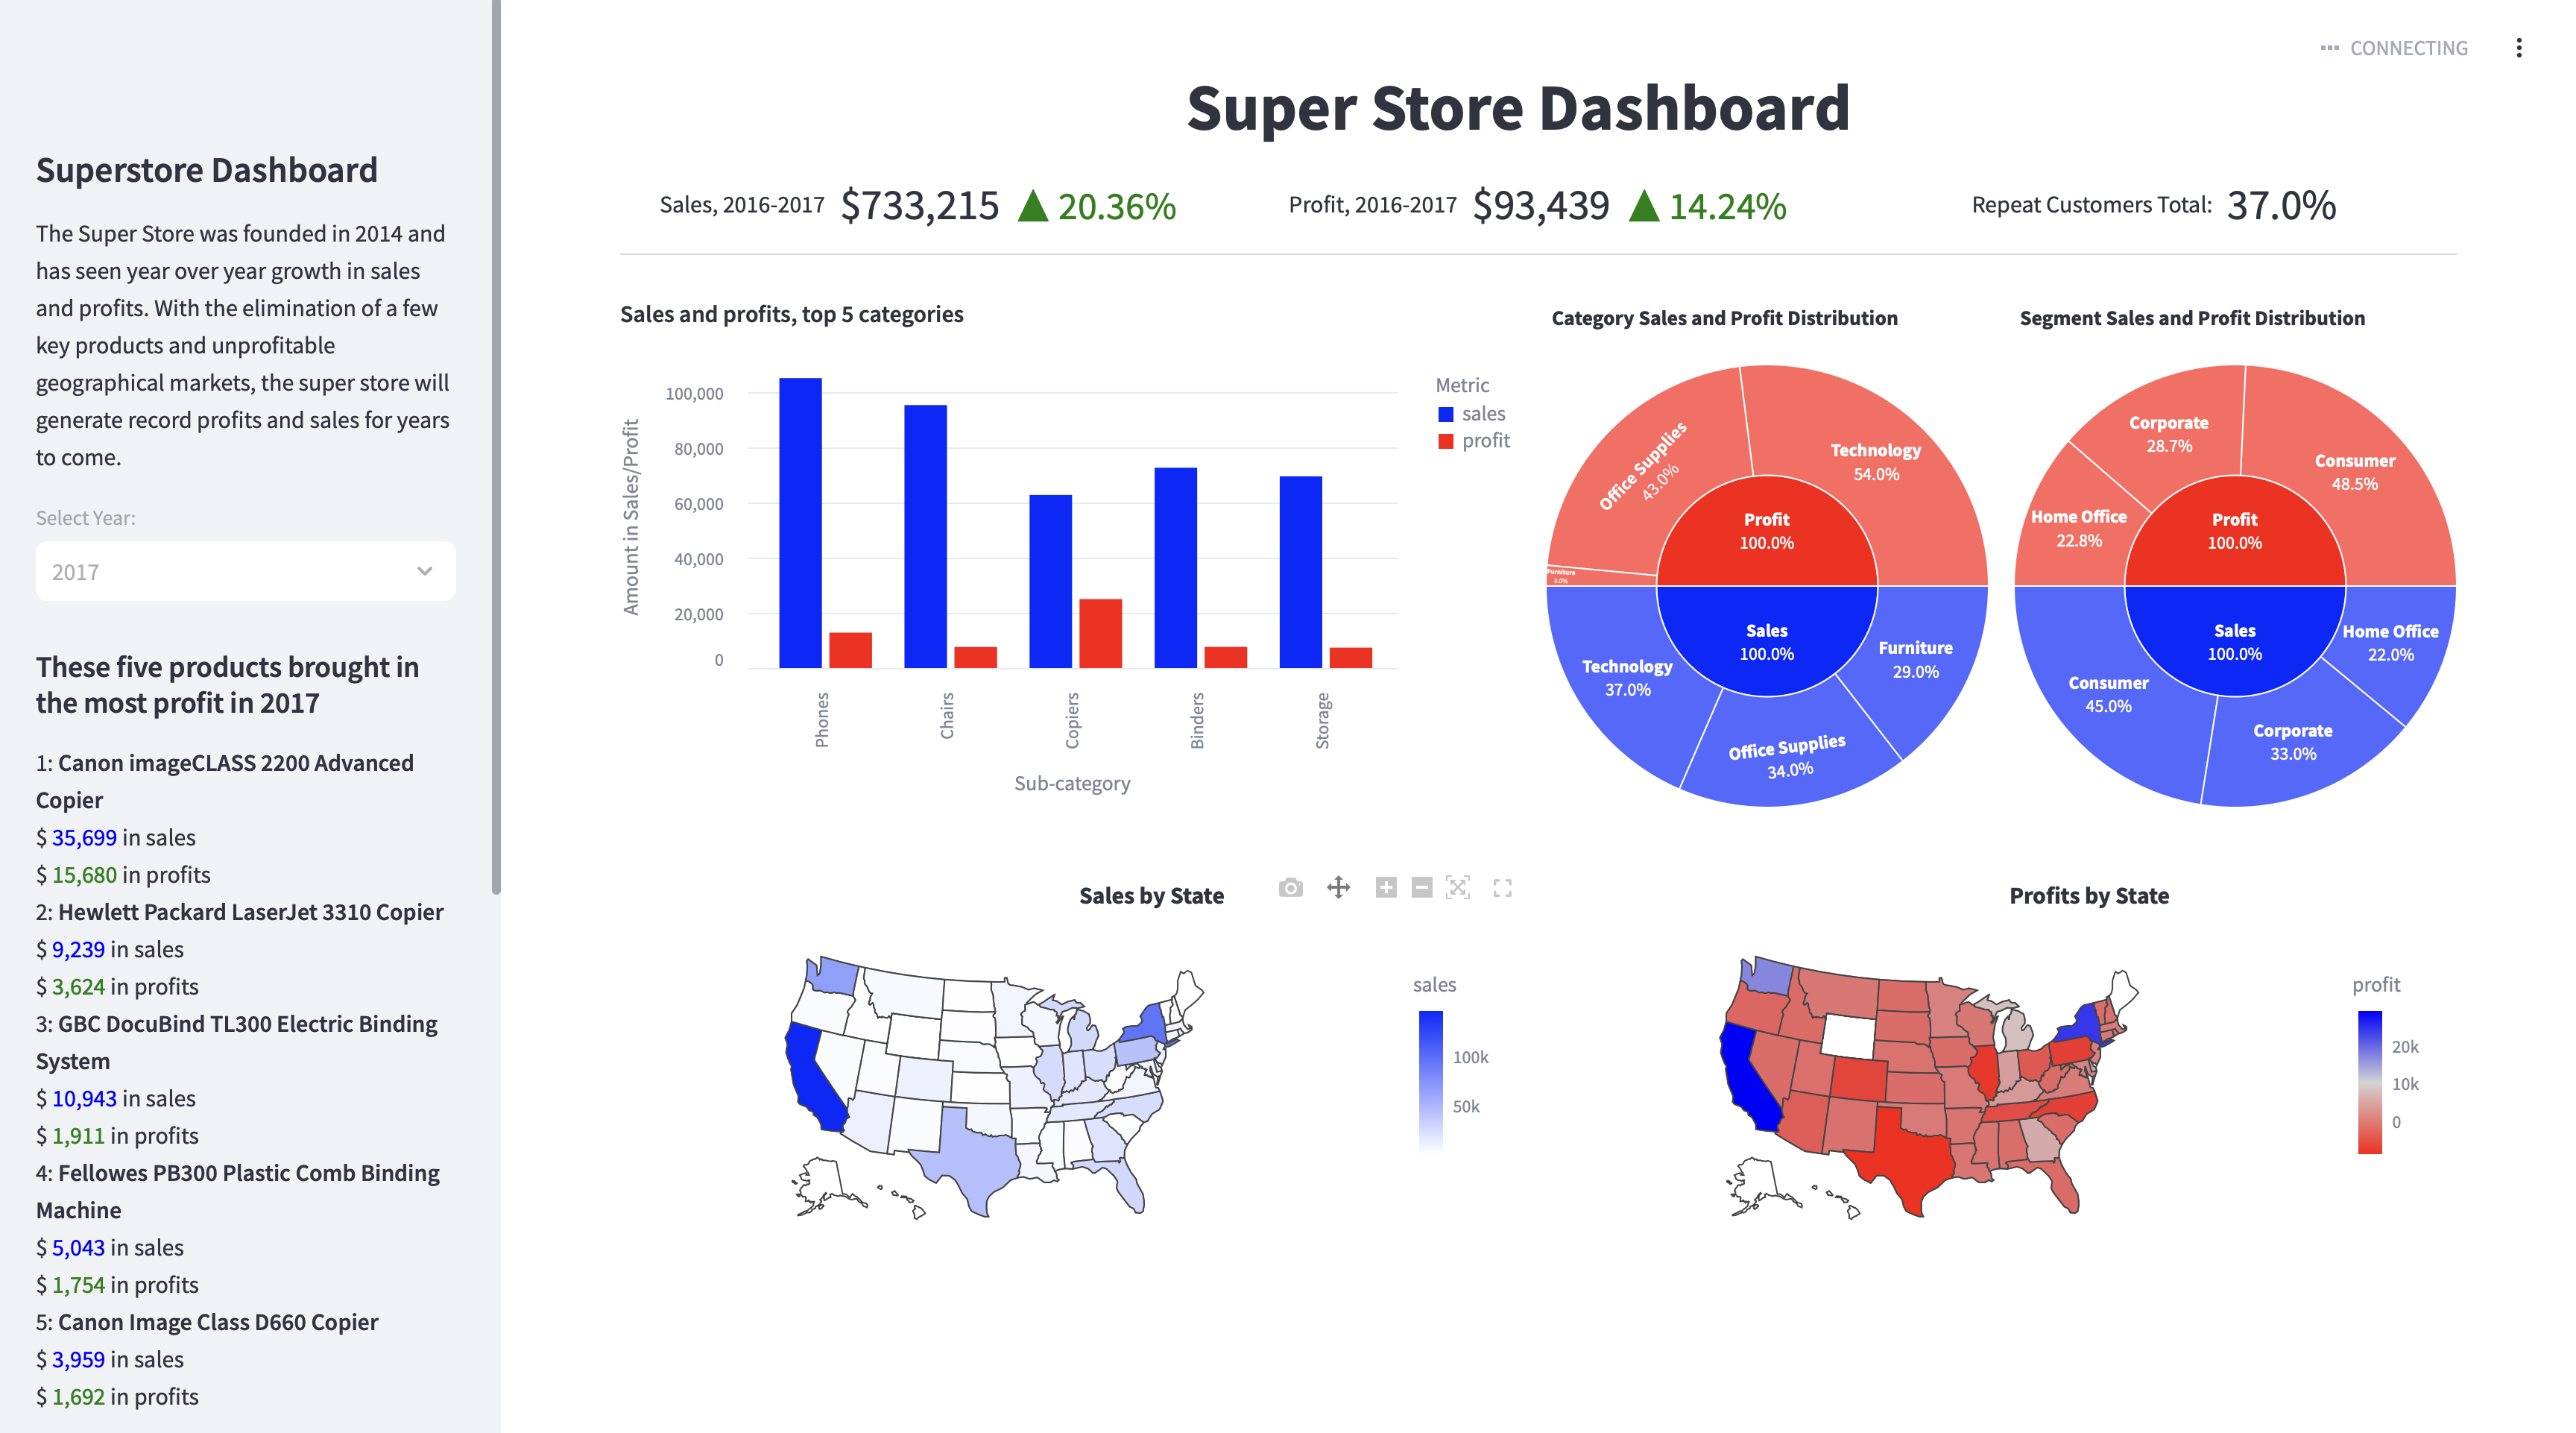 CONNECTING
Super Store Dashboard
Superstore Dashboard
The Super Store was founded in 2014 and
has seen year over year growth in sales
and profits. With the elimination of a few
key products and unprofitable
geographical markets, the super store will
generate record profits and sales for years
to come.
Select Year:
2017
These five products brought in
the most profit in 2017
1: Canon imageCLASS 2200 Advanced
Copier
$ 35,699 in sales
$ 15,680 in profits
2: Hewlett Packard LaserJet 3310 Copier
$ 9,239 in sales
$ 3,624 in profits
3: GBC DocuBind TL300 Electric Binding
System
$ 10,943 in sales
$ 1,911 in profits
4: Fellowes PB300 Plastic Comb Binding
Machine
$ 5,043 in sales
$ 1,754 in profits
5: Canon Image Class D660 Copier
$ 3,959 in sales
$ 1,692 in profits
Sales, 2016-2017 $733,215 ▲ 20.36%
Profit, 2016-2017 $93,439 ▲ 14.24%
Repeat Customers Total: 37.0%
Sales and profits, top 5 categories
Amount in Sales/Profit
100,000
80,000
60,000
40,000
20,000
0
Phones
Chairs
Copiers
Binders
Storage
Sub-category
Metric
sales
profit
Category Sales and Profit Distribution
Office Supplies
43.0%
Technology
54.0%
Profit
100.0%
Furniture
3.0%
Sales
100.0%
Technology
37.0%
Furniture
29.0%
Office Supplies
34.0%
Segment Sales and Profit Distribution
Corporate
28.7%
Consumer
48.5%
Home Office
22.8%
Profit
100.0%
Sales
100.0%
Home Office
22.0%
Consumer
45.0%
Corporate
33.0%
Sales by State
sales
100k
50k
Profits by State
profit
20k
10k
0